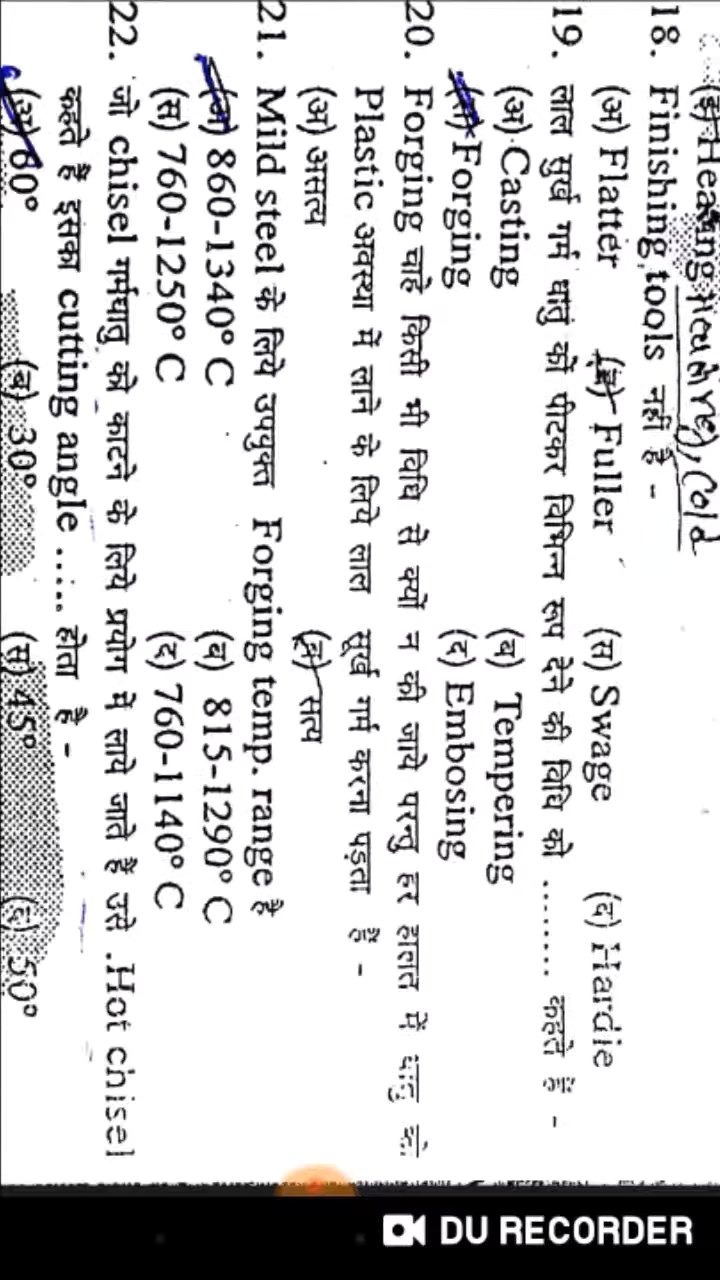 (इ) Heating Heating), Cold
18. Finishing tools नहीं है -
(अ) Flatter (ब) Fuller (स) Swage (द) Hardie
19. लाल सुर्ख गर्म धातु को पीटकर विभिन्न रूप देने की विधि को ........ कहते हैं -
(अ) Casting (ब) Tempering
(स) Forging (द) Embosing
20. Forging चाहे किसी भी विधि से क्यों न की जाये परन्तु हर हालत में धातु को
Plastic अवस्था में लाने के लिये लाल सुर्ख गर्म करना पड़ता हैं -
(अ) असत्य (ब) सत्य
21. Mild steel के लिये उपयुक्त Forging temp. range है
(अ) 860-1340° C (ब) 815-1290° C
(स) 760-1250° C (द) 760-1140° C
22. जो chisel गर्मधातु को काटने के लिये प्रयोग में लाये जाते हैं उसे .Hot chisel
कहते है इसका cutting angle ...... होता है -
(अ) 60° (ब) 30° (स) 45° (द) 50°
DU RECORDER